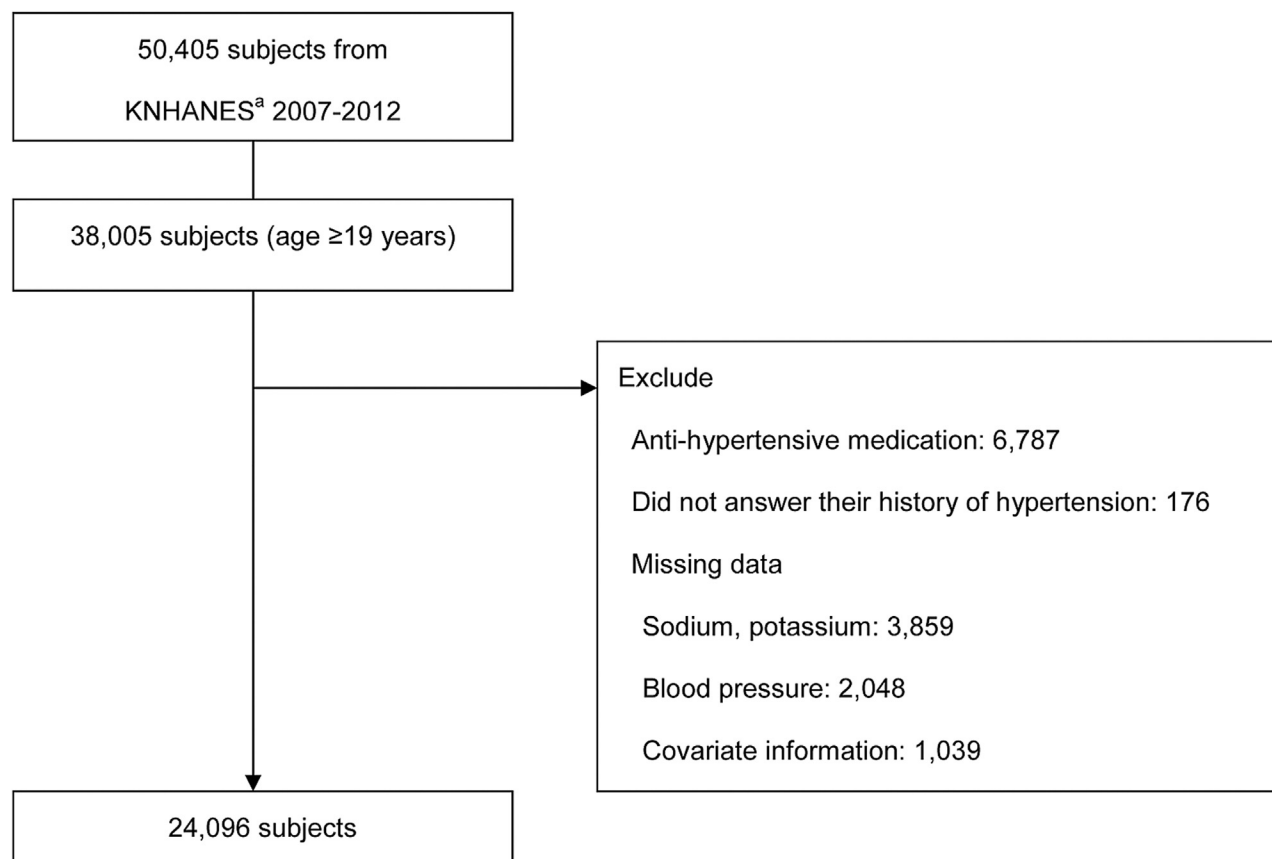 50,405 subjects from
KNHANESᵃ 2007-2012
38,005 subjects (age ≥19 years)
Exclude
Anti-hypertensive medication: 6,787
Did not answer their history of hypertension: 176
Missing data
Sodium, potassium: 3,859
Blood pressure: 2,048
Covariate information: 1,039
24,096 subjects